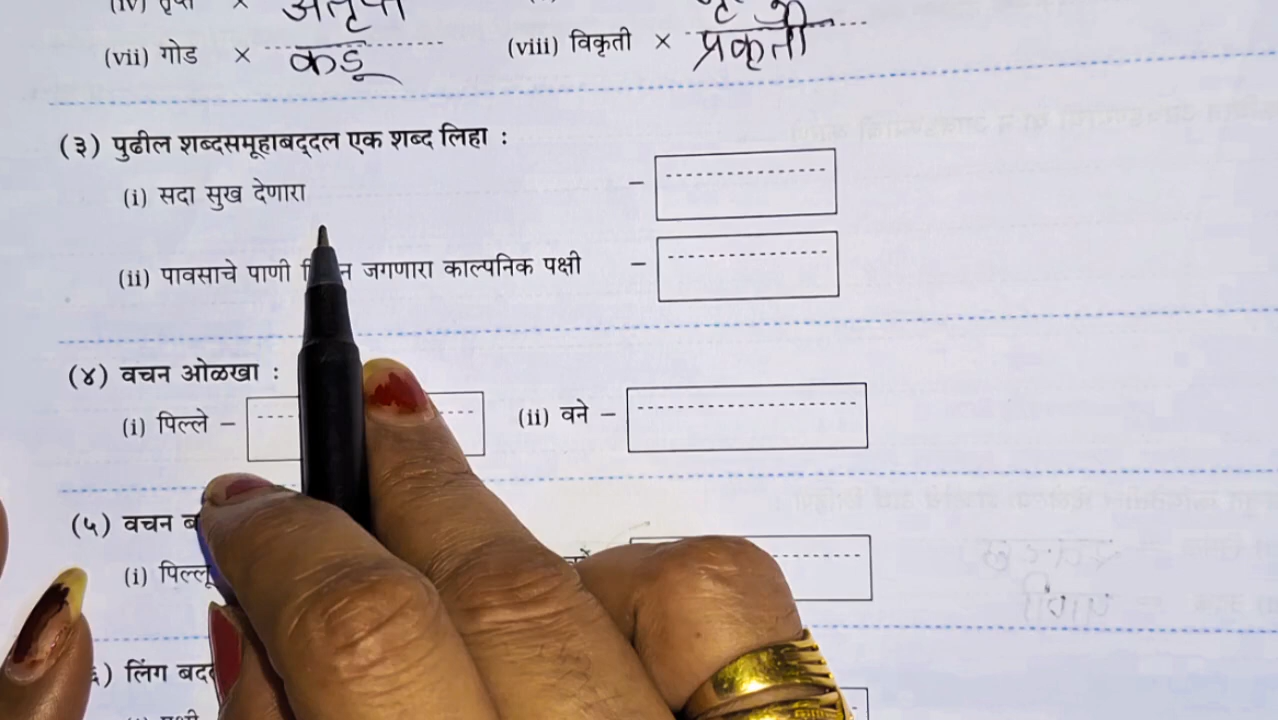 (vii) गोड × कडू (viii) विकृती × प्रकृती
(३) पुढील शब्दसमूहाबद्दल एक शब्द लिहा :
(i) सदा सुख देणारा –
(ii) पावसाचे पाणी जगणारा काल्पनिक पक्षी –
(४) वचन ओळखा :
(i) पिल्ले – (ii) वने –
(५) वचन
(i) पिल्लू
) लिंग